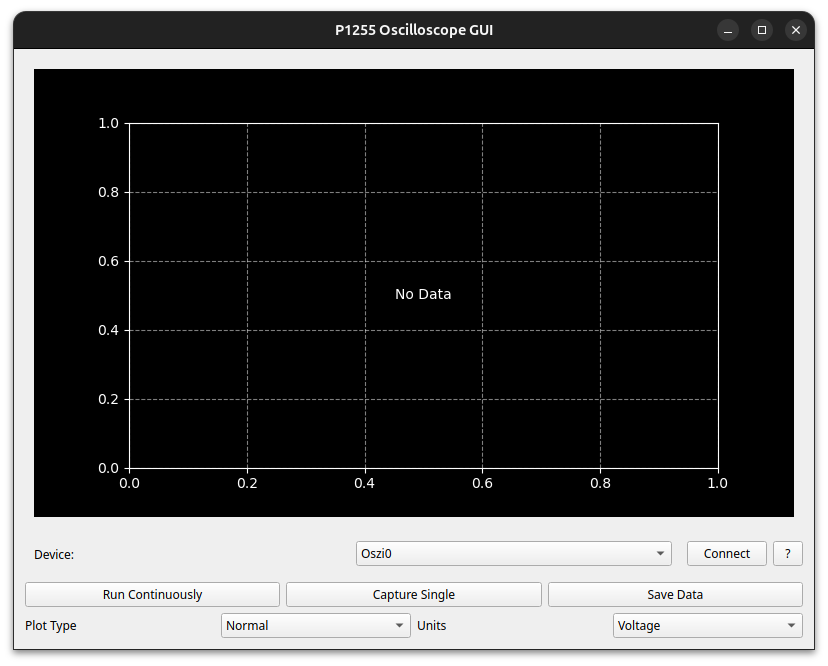 P1255 Oscilloscope GUI
1.0
0.8
0.6
No Data
0.4
0.2
0.0
0.0 0.2 0.4 0.6 0.8 1.0
Device: Oszi0 Connect ?
Run Continuously Capture Single Save Data
Plot Type Normal Units Voltage